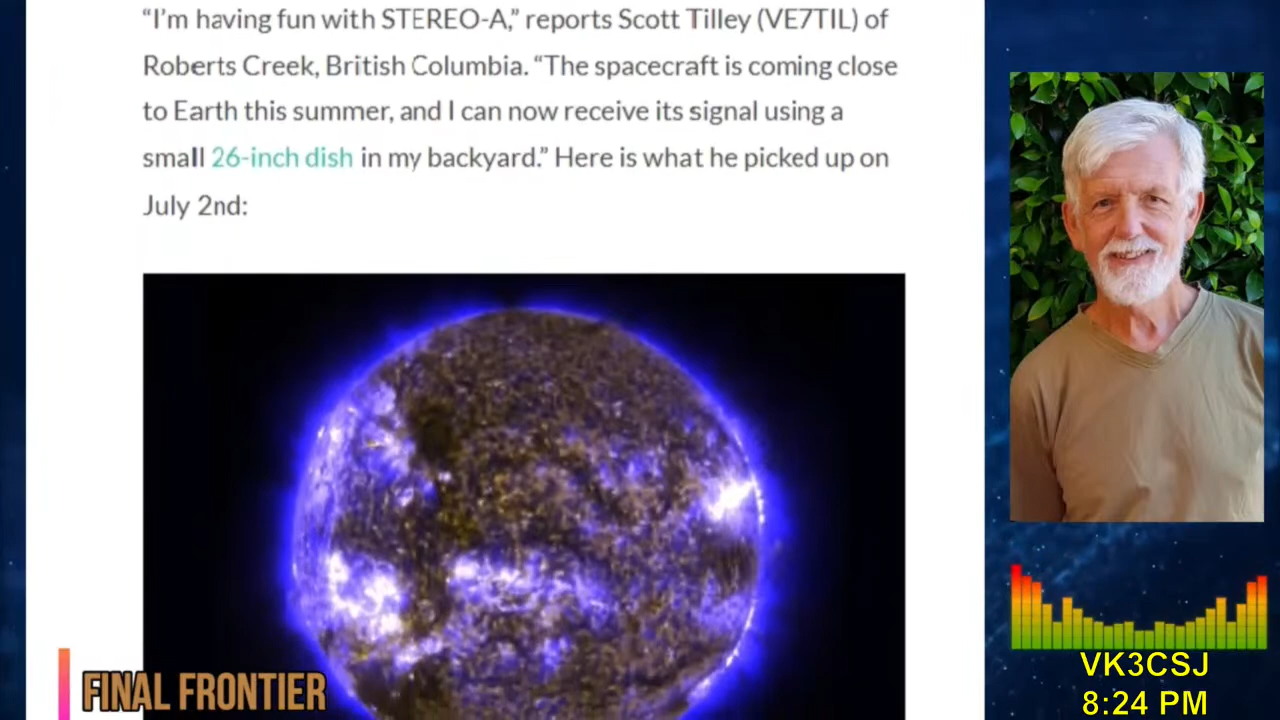 “I’m having fun with STEREO-A,” reports Scott Tilley (VE7TIL) of
Roberts Creek, British Columbia. “The spacecraft is coming close
to Earth this summer, and I can now receive its signal using a
small 26-inch dish in my backyard.” Here is what he picked up on
July 2nd:
FINAL FRONTIER
VK3CSJ
8:24 PM